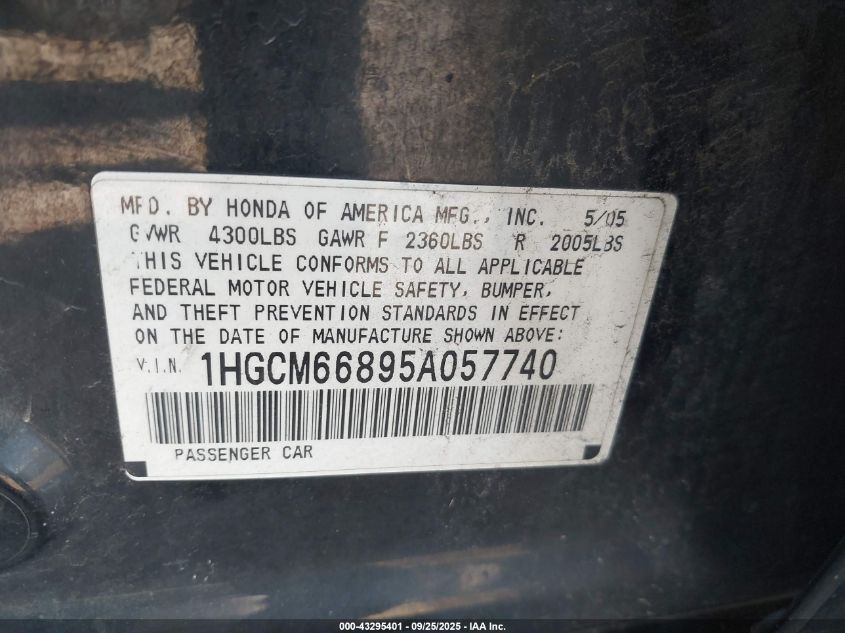 MFD. BY HONDA OF AMERICA MFG., INC. 5/05
GVWR 4300LBS GAWR F 2360LBS R 2005LBS
THIS VEHICLE CONFORMS TO ALL APPLICABLE
FEDERAL MOTOR VEHICLE SAFETY, BUMPER,
AND THEFT PREVENTION STANDARDS IN EFFECT
ON THE DATE OF MANUFACTURE SHOWN ABOVE:
V.I.N. 1HGCM66895A057740
PASSENGER CAR
000-43295401 - 09/25/2025 - IAA Inc.